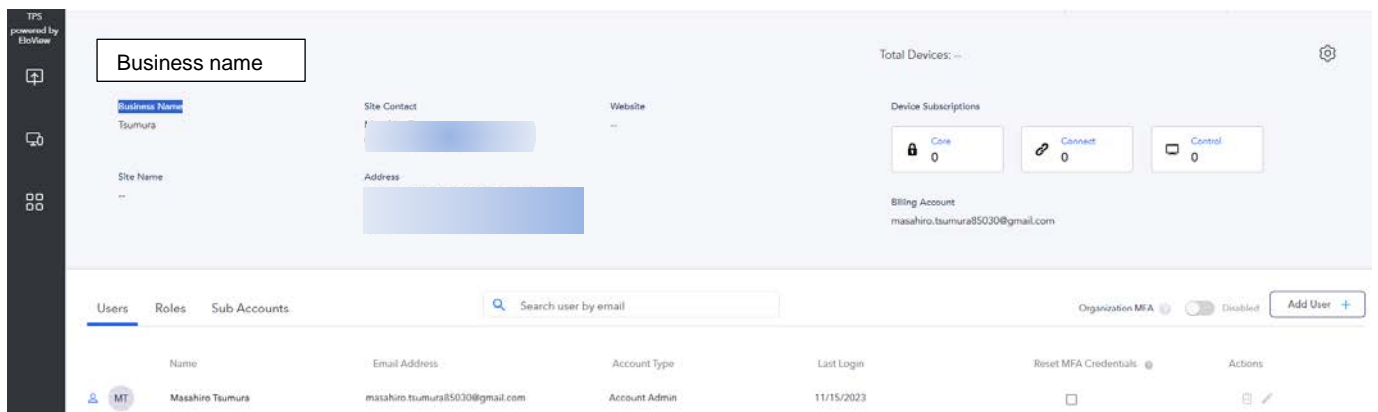 TPS
powered by
EloView
Business name
Total Devices: --
Business Name
Tsumura
Site Contact
Website
--
Device Subscriptions
Core
0
Connect
0
Control
0
Site Name
--
Address
Billing Account
masahiro.tsumura85030@gmail.com
Users
Roles
Sub Accounts
Search user by email
Organization MFA
Disabled
Add User +
Name
Email Address
Account Type
Last Login
Reset MFA Credentials
Actions
MT
Masahiro Tsumura
masahiro.tsumura85030@gmail.com
Account Admin
11/15/2023